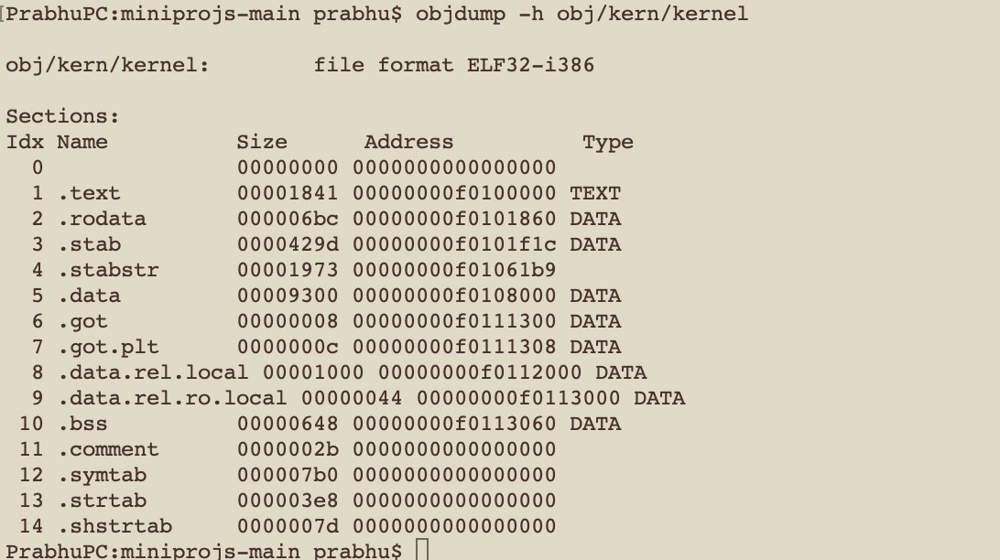 PrabhuPC:miniprojs-main prabhu$ objdump -h obj/kern/kernel
obj/kern/kernel:        file format ELF32-i386
Sections:
Idx Name          Size      Address          Type
  0               00000000 0000000000000000
  1 .text         00001841 00000000f0100000 TEXT
  2 .rodata       000006bc 00000000f0101860 DATA
  3 .stab         0000429d 00000000f0101f1c DATA
  4 .stabstr      00001973 00000000f01061b9
  5 .data         00009300 00000000f0108000 DATA
  6 .got          00000008 00000000f0111300 DATA
  7 .got.plt      0000000c 00000000f0111308 DATA
  8 .data.rel.local 00001000 00000000f0112000 DATA
  9 .data.rel.ro.local 00000044 00000000f0113000 DATA
 10 .bss          00000648 00000000f0113060 DATA
 11 .comment      0000002b 0000000000000000
 12 .symtab       000007b0 0000000000000000
 13 .strtab       000003e8 0000000000000000
 14 .shstrtab     0000007d 0000000000000000
PrabhuPC:miniprojs-main prabhu$